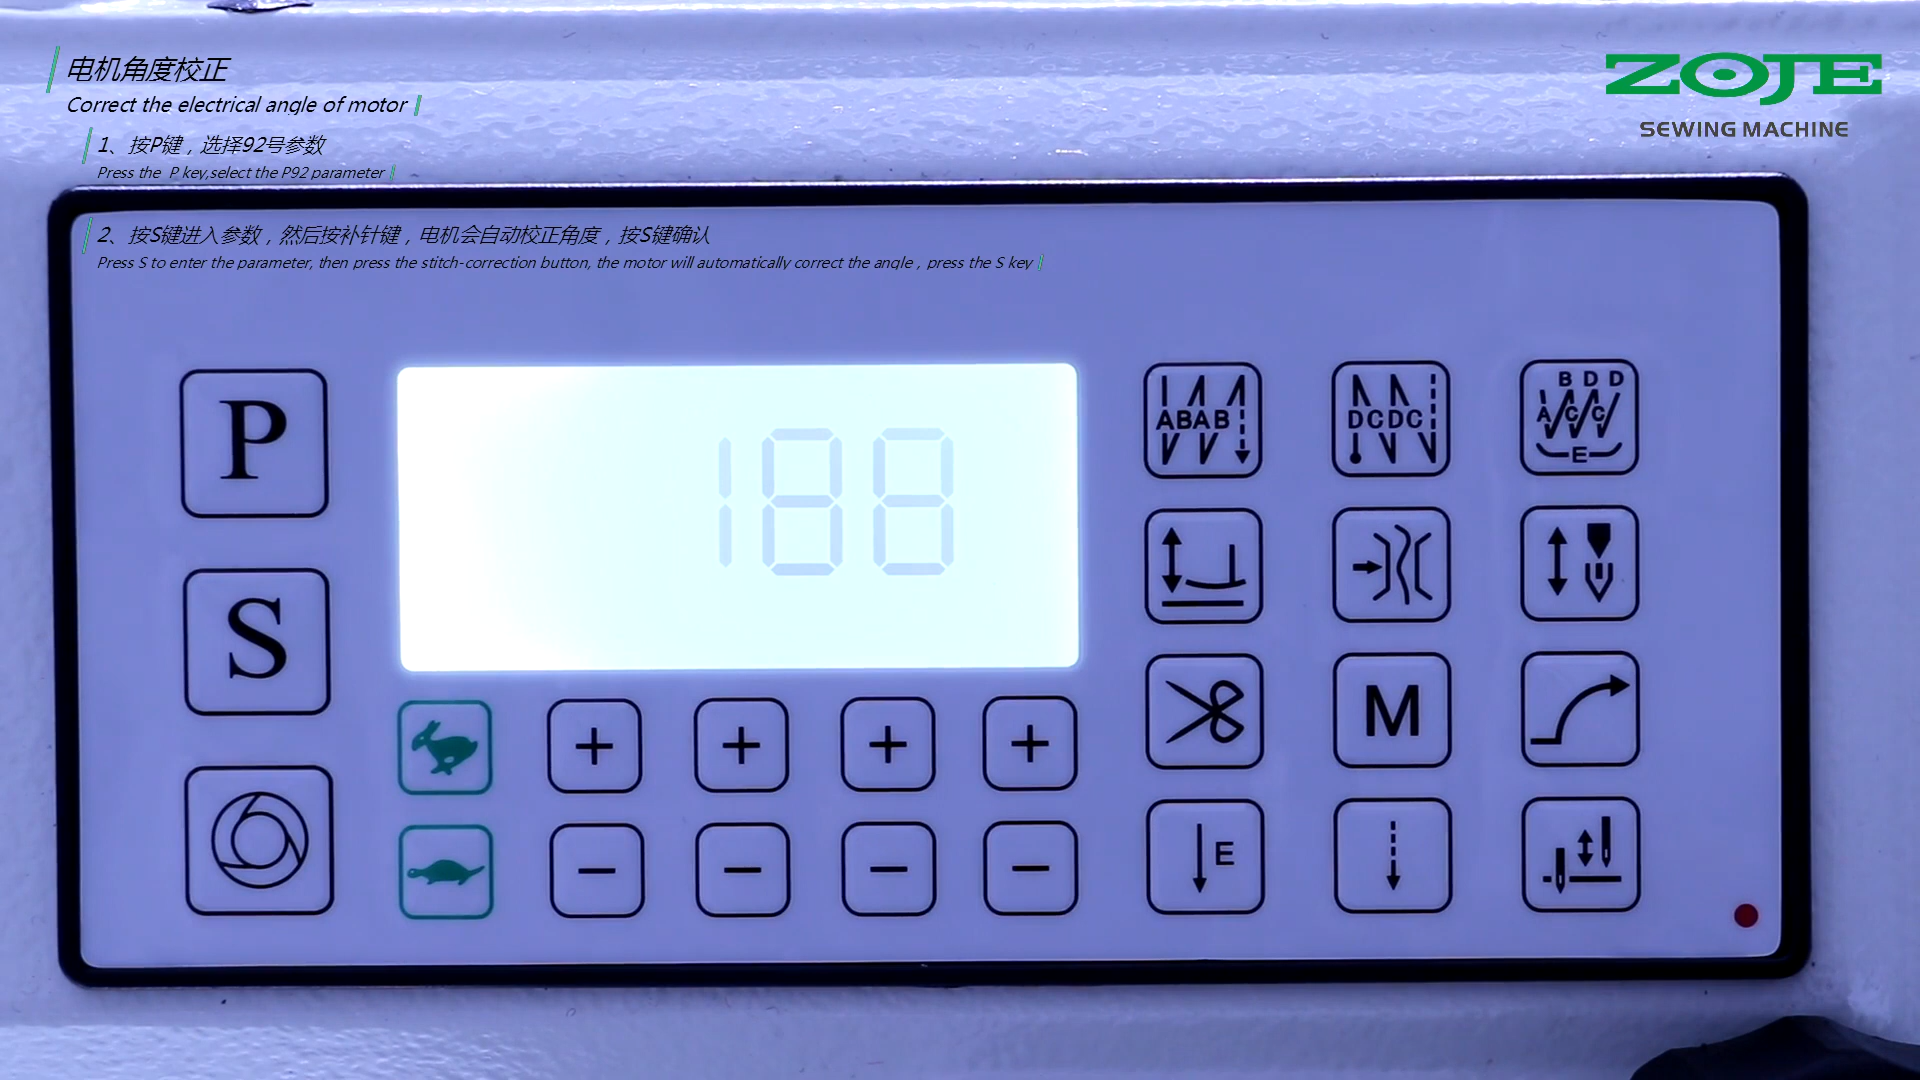 电机角度校正
Correct the electrical angle of motor
ZOJE
SEWING MACHINE
1、按P键，选择92号参数
Press the P key,select the P92 parameter
2、按S键进入参数，然后按补针键，电机会自动校正角度，按S键确认
Press S to enter the parameter, then press the stitch-correction button, the motor will automatically correct the angle , press the S key
P
188
ABAB
DCDC
B D D
A C C
E
S
+ + + +
M
- - - -
E